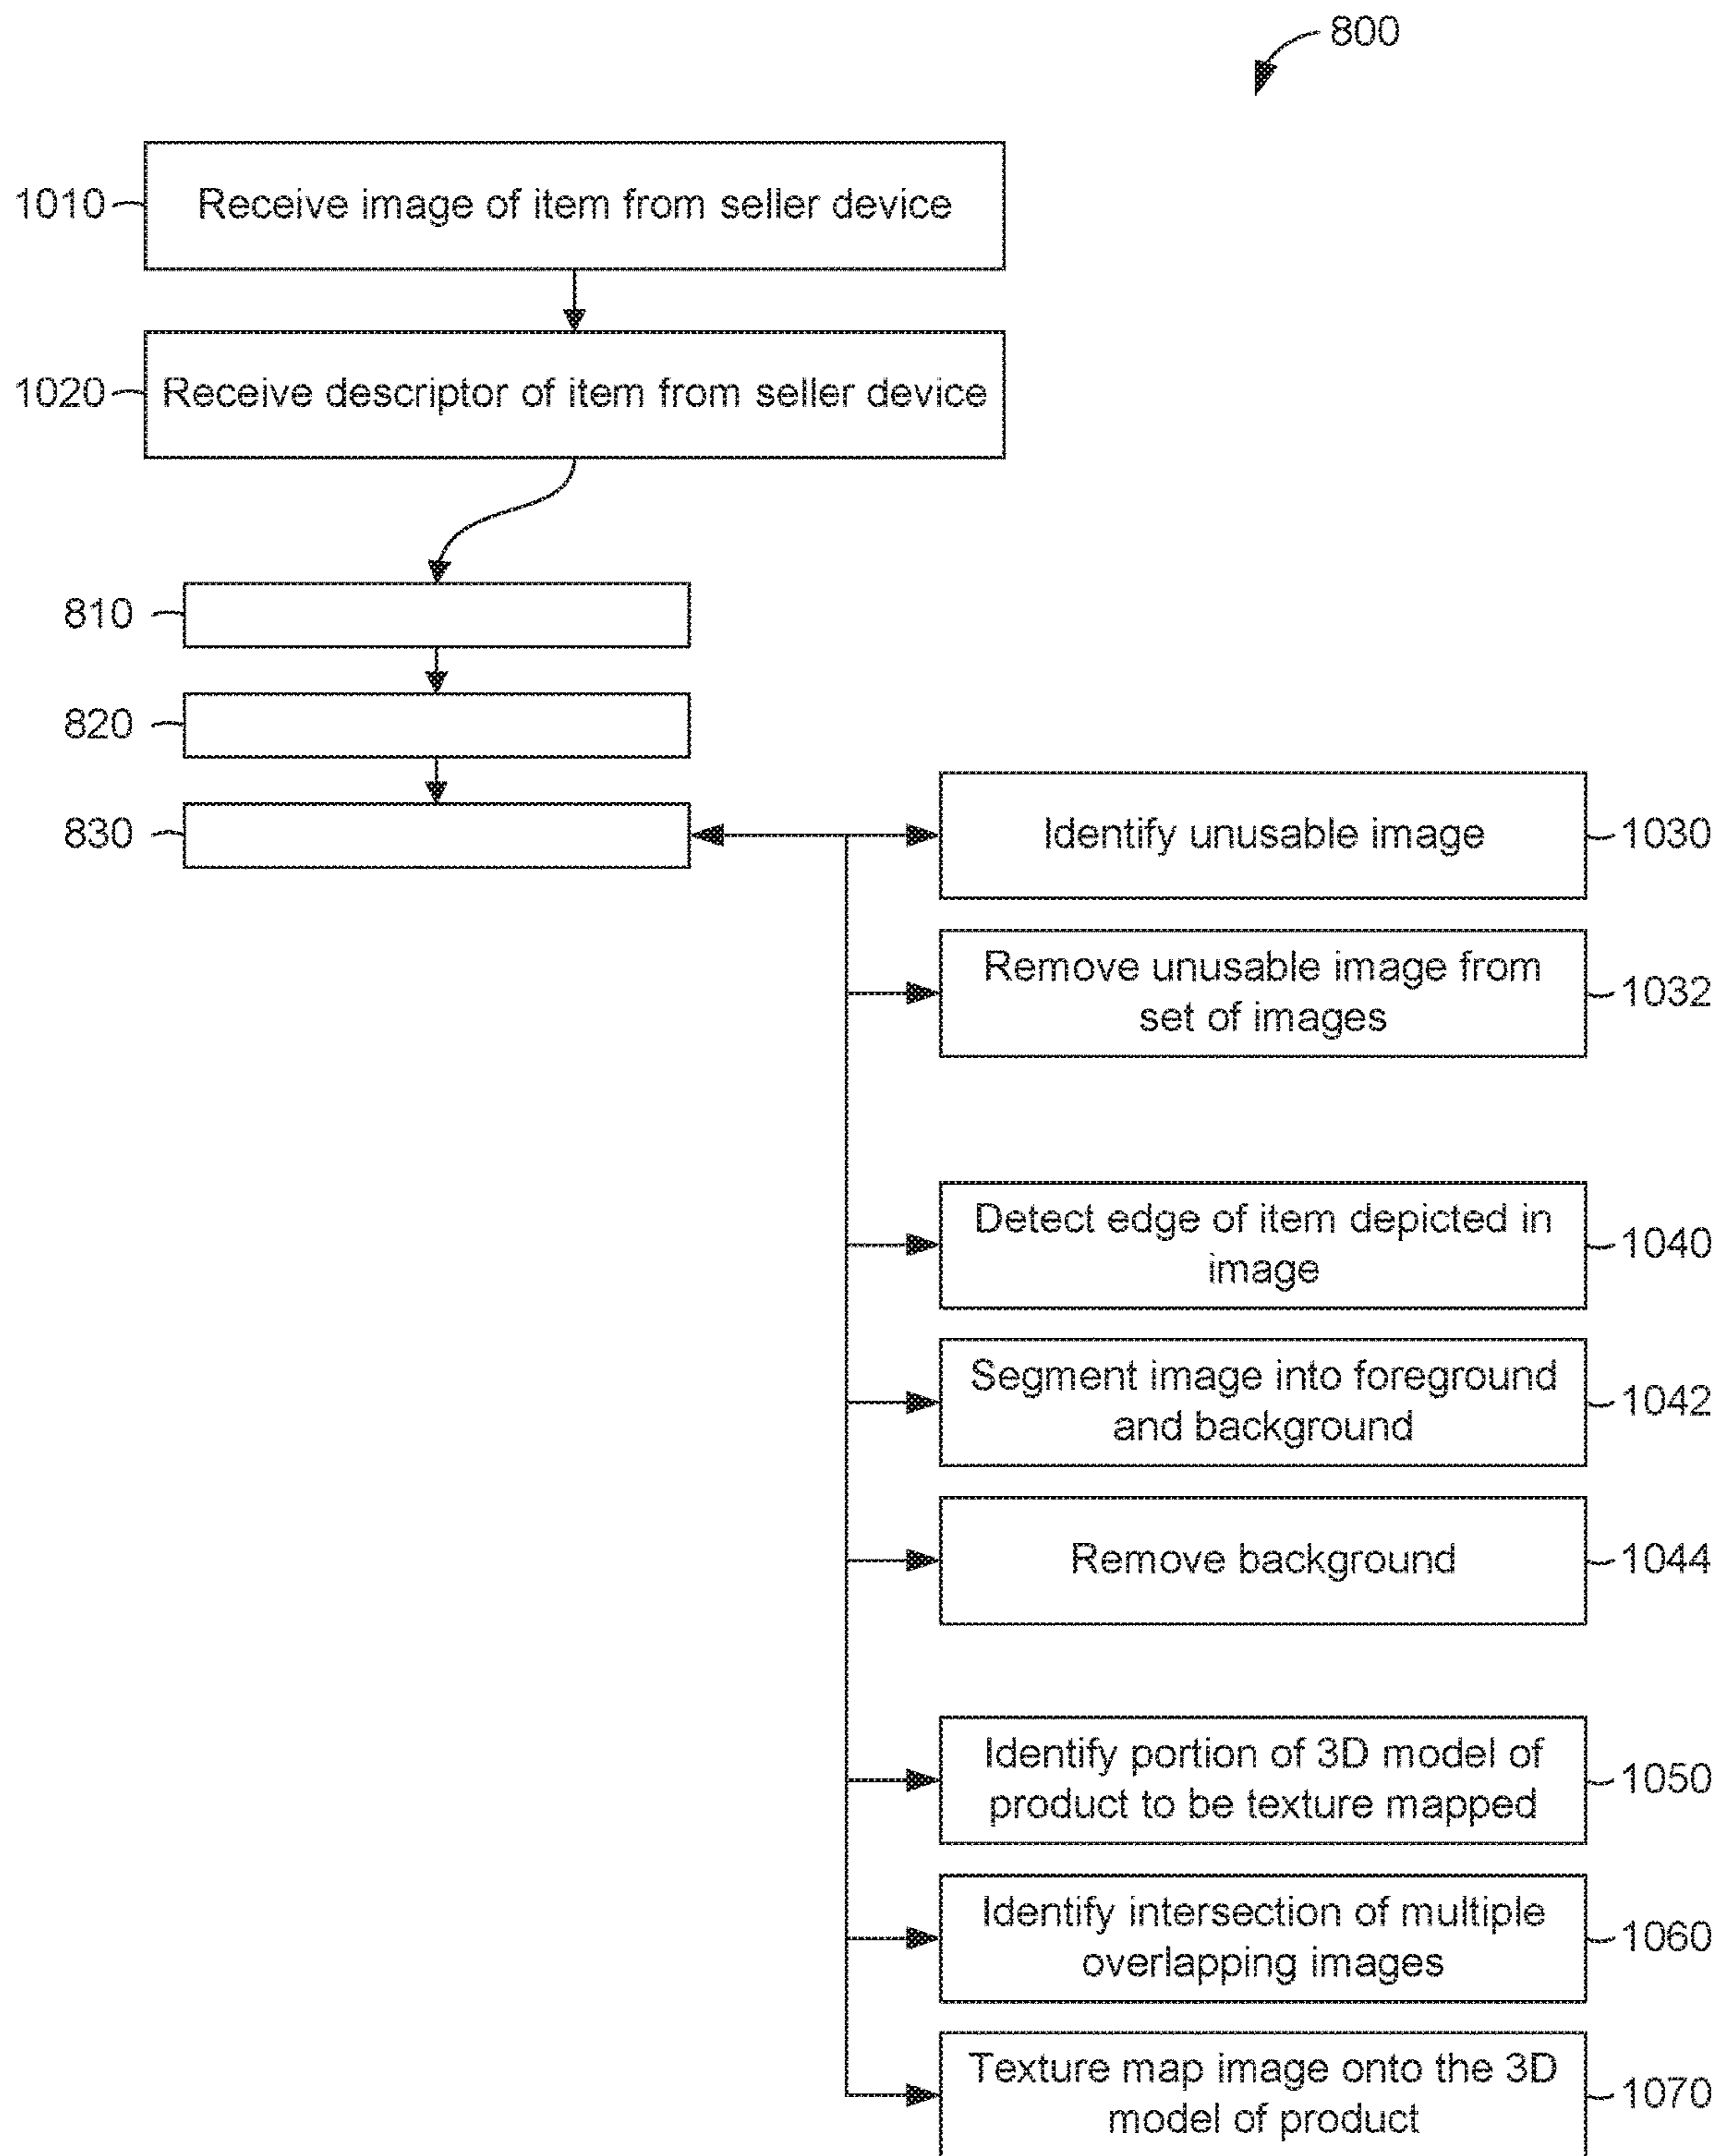 800
1010
Receive image of item from seller device
1020
Receive descriptor of item from seller device
810
820
830
Identify unusable image
1030
Remove unusable image from
set of images
1032
Detect edge of item depicted in
image
1040
Segment image into foreground
and background
1042
Remove background
1044
Identify portion of 3D model of
product to be texture mapped
1050
Identify intersection of multiple
overlapping images
1060
Texture map image onto the 3D
model of product
1070